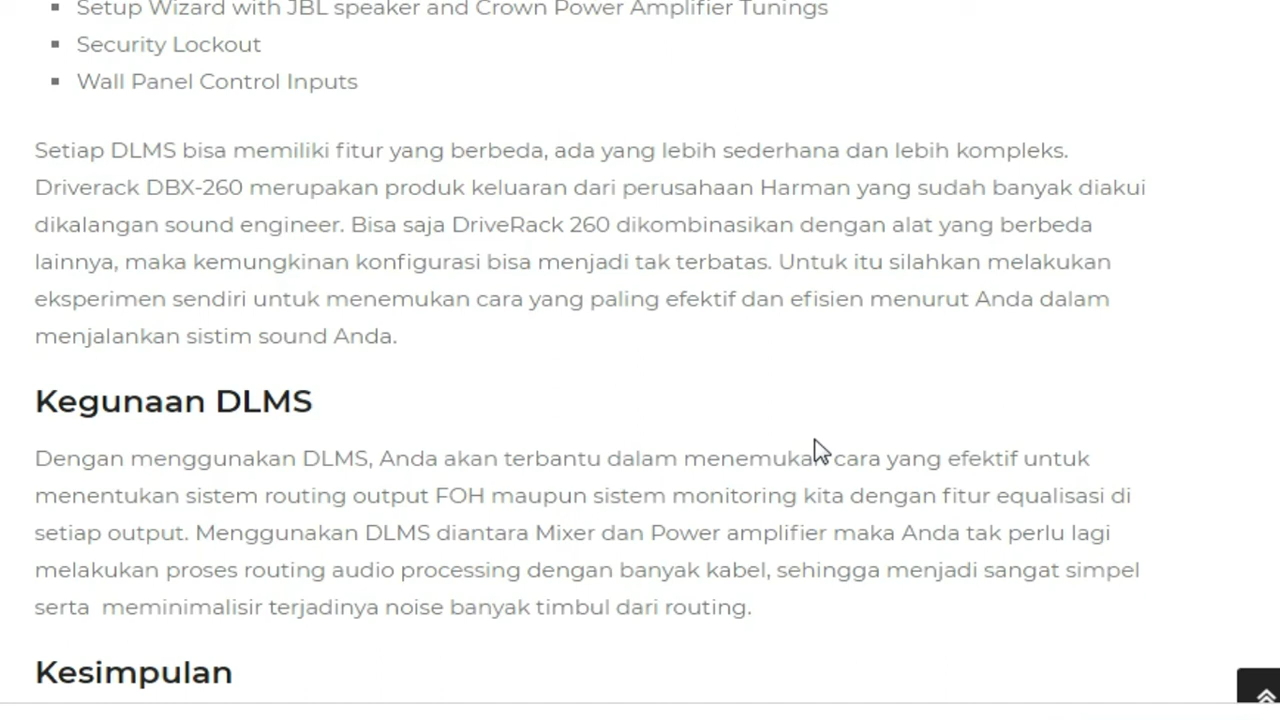 Setup Wizard with JBL speaker and Crown Power Amplifier Tunings
Security Lockout
Wall Panel Control Inputs
Setiap DLMS bisa memiliki fitur yang berbeda, ada yang lebih sederhana dan lebih kompleks.
Driverack DBX-260 merupakan produk keluaran dari perusahaan Harman yang sudah banyak diakui
dikalangan sound engineer. Bisa saja DriveRack 260 dikombinasikan dengan alat yang berbeda
lainnya, maka kemungkinan konfigurasi bisa menjadi tak terbatas. Untuk itu silahkan melakukan
eksperimen sendiri untuk menemukan cara yang paling efektif dan efisien menurut Anda dalam
menjalankan sistim sound Anda.
Kegunaan DLMS
Dengan menggunakan DLMS, Anda akan terbantu dalam menemukan cara yang efektif untuk
menentukan sistem routing output FOH maupun sistem monitoring kita dengan fitur equalisasi di
setiap output. Menggunakan DLMS diantara Mixer dan Power amplifier maka Anda tak perlu lagi
melakukan proses routing audio processing dengan banyak kabel, sehingga menjadi sangat simpel
serta  meminimalisir terjadinya noise banyak timbul dari routing.
Kesimpulan